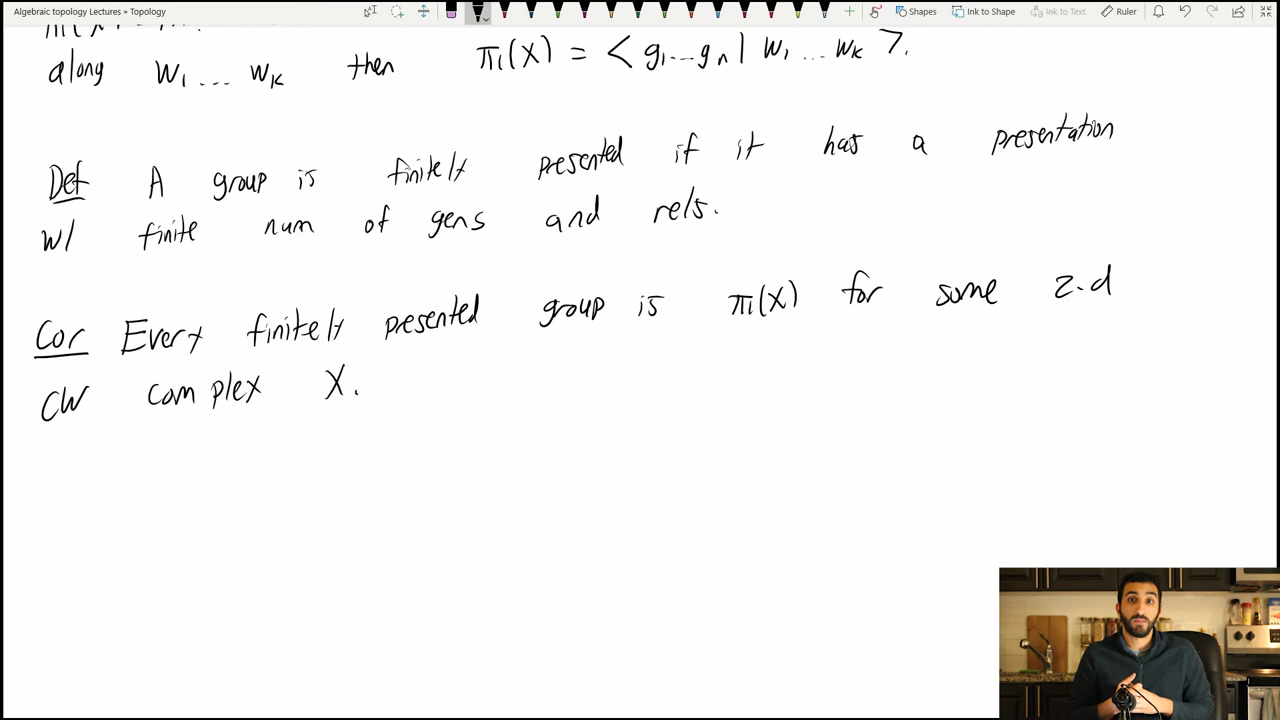 Algebraic topology Lectures » Topology
Shapes
Ink to Shape
Ink to Text
Ruler
along w₁ ... wₖ then π₁(X) = < g₁...gₙ | w₁ ... wₖ >.
Def A group is finitely presented if it has a presentation
w/ finite num of gens and rels.
Cor Every finitely presented group is π₁(X) for some 2-d
CW complex X.